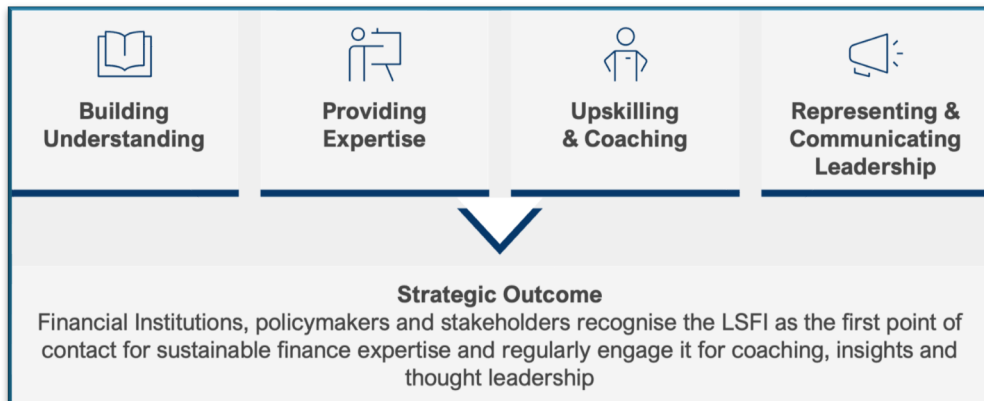 Building
Understanding
Providing
Expertise
Upskilling
& Coaching
Representing &
Communicating
Leadership
Strategic Outcome
Financial Institutions, policymakers and stakeholders recognise the LSFI as the first point of
contact for sustainable finance expertise and regularly engage it for coaching, insights and
thought leadership